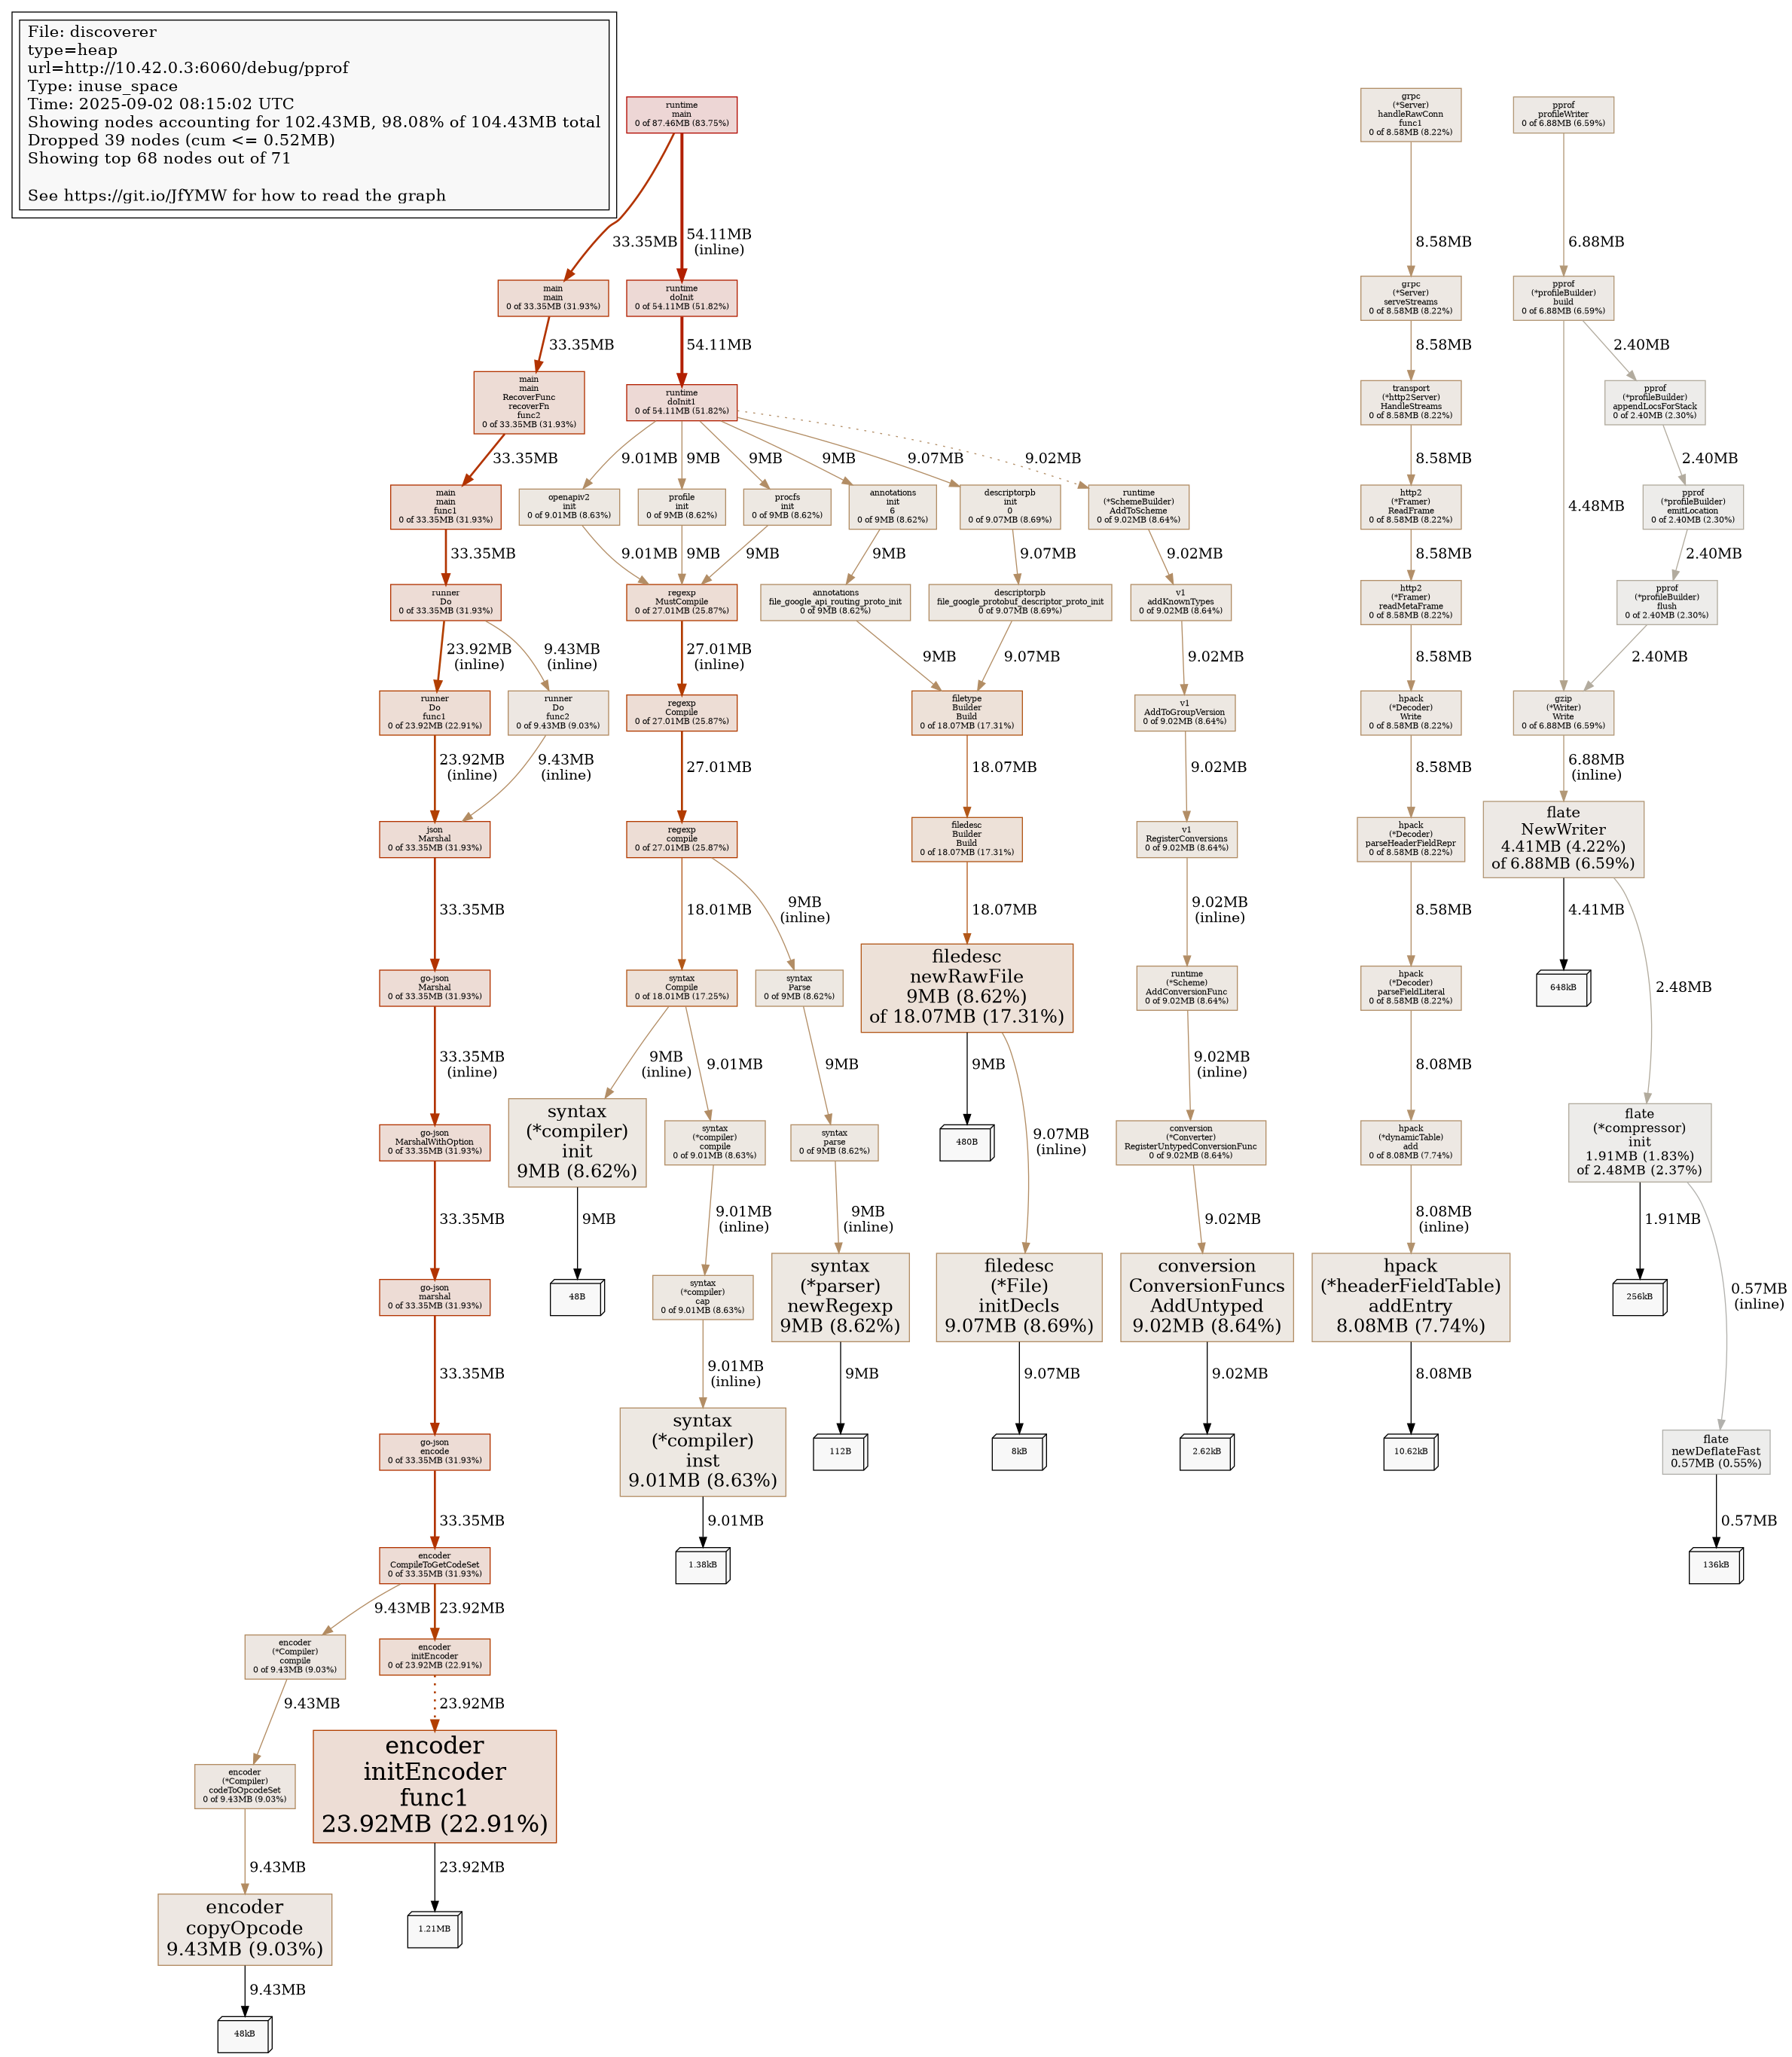 File: discoverer
type=heap
url=http://10.42.0.3:6060/debug/pprof
Type: inuse_space
Time: 2025-09-02 08:15:02 UTC
Showing nodes accounting for 102.43MB, 98.08% of 104.43MB total
Dropped 39 nodes (cum <= 0.52MB)
Showing top 68 nodes out of 71
See https://git.io/JfYMW for how to read the graph
runtime
main
0 of 87.46MB (83.75%)
grpc
(*Server)
handleRawConn
func1
0 of 8.58MB (8.22%)
pprof
profileWriter
0 of 6.88MB (6.59%)
33.35MB
54.11MB
(inline)
8.58MB
6.88MB
main
main
0 of 33.35MB (31.93%)
runtime
doInit
0 of 54.11MB (51.82%)
grpc
(*Server)
serveStreams
0 of 8.58MB (8.22%)
pprof
(*profileBuilder)
build
0 of 6.88MB (6.59%)
33.35MB
54.11MB
8.58MB
2.40MB
main
main
RecoverFunc
recoverFn
func2
0 of 33.35MB (31.93%)
runtime
doInit1
0 of 54.11MB (51.82%)
transport
(*http2Server)
HandleStreams
0 of 8.58MB (8.22%)
pprof
(*profileBuilder)
appendLocsForStack
0 of 2.40MB (2.30%)
33.35MB
9.01MB
9MB
9MB
9MB
9.07MB
9.02MB
8.58MB
2.40MB
main
main
func1
0 of 33.35MB (31.93%)
openapiv2
init
0 of 9.01MB (8.63%)
profile
init
0 of 9MB (8.62%)
procfs
init
0 of 9MB (8.62%)
annotations
init
6
0 of 9MB (8.62%)
descriptorpb
init
0
0 of 9.07MB (8.69%)
runtime
(*SchemeBuilder)
AddToScheme
0 of 9.02MB (8.64%)
http2
(*Framer)
ReadFrame
0 of 8.58MB (8.22%)
4.48MB
pprof
(*profileBuilder)
emitLocation
0 of 2.40MB (2.30%)
33.35MB
9.01MB
9MB
9MB
9MB
9.07MB
9.02MB
8.58MB
2.40MB
runner
Do
0 of 33.35MB (31.93%)
regexp
MustCompile
0 of 27.01MB (25.87%)
annotations
file_google_api_routing_proto_init
0 of 9MB (8.62%)
descriptorpb
file_google_protobuf_descriptor_proto_init
0 of 9.07MB (8.69%)
v1
addKnownTypes
0 of 9.02MB (8.64%)
http2
(*Framer)
readMetaFrame
0 of 8.58MB (8.22%)
pprof
(*profileBuilder)
flush
0 of 2.40MB (2.30%)
23.92MB
(inline)
9.43MB
(inline)
27.01MB
(inline)
9MB
9.07MB
9.02MB
8.58MB
2.40MB
runner
Do
func1
0 of 23.92MB (22.91%)
runner
Do
func2
0 of 9.43MB (9.03%)
regexp
Compile
0 of 27.01MB (25.87%)
filetype
Builder
Build
0 of 18.07MB (17.31%)
v1
AddToGroupVersion
0 of 9.02MB (8.64%)
hpack
(*Decoder)
Write
0 of 8.58MB (8.22%)
gzip
(*Writer)
Write
0 of 6.88MB (6.59%)
23.92MB
(inline)
9.43MB
(inline)
27.01MB
18.07MB
9.02MB
8.58MB
6.88MB
(inline)
json
Marshal
0 of 33.35MB (31.93%)
regexp
compile
0 of 27.01MB (25.87%)
filedesc
Builder
Build
0 of 18.07MB (17.31%)
v1
RegisterConversions
0 of 9.02MB (8.64%)
hpack
(*Decoder)
parseHeaderFieldRepr
0 of 8.58MB (8.22%)
flate
NewWriter
4.41MB (4.22%)
of 6.88MB (6.59%)
33.35MB
18.01MB
9MB
(inline)
18.07MB
9.02MB
(inline)
8.58MB
4.41MB
2.48MB
go-json
Marshal
0 of 33.35MB (31.93%)
syntax
Compile
0 of 18.01MB (17.25%)
syntax
Parse
0 of 9MB (8.62%)
filedesc
newRawFile
9MB (8.62%)
of 18.07MB (17.31%)
runtime
(*Scheme)
AddConversionFunc
0 of 9.02MB (8.64%)
hpack
(*Decoder)
parseFieldLiteral
0 of 8.58MB (8.22%)
648kB
33.35MB
(inline)
9MB
(inline)
9.01MB
9MB
9MB
9.07MB
(inline)
9.02MB
(inline)
8.08MB
go-json
MarshalWithOption
0 of 33.35MB (31.93%)
syntax
(*compiler)
init
9MB (8.62%)
syntax
(*compiler)
compile
0 of 9.01MB (8.63%)
syntax
parse
0 of 9MB (8.62%)
480B
conversion
(*Converter)
RegisterUntypedConversionFunc
0 of 9.02MB (8.64%)
hpack
(*dynamicTable)
add
0 of 8.08MB (7.74%)
flate
(*compressor)
init
1.91MB (1.83%)
of 2.48MB (2.37%)
33.35MB
9MB
9.01MB
(inline)
9MB
(inline)
9.02MB
8.08MB
(inline)
1.91MB
0.57MB
(inline)
go-json
marshal
0 of 33.35MB (31.93%)
48B
syntax
(*compiler)
cap
0 of 9.01MB (8.63%)
syntax
(*parser)
newRegexp
9MB (8.62%)
filedesc
(*File)
initDecls
9.07MB (8.69%)
conversion
ConversionFuncs
AddUntyped
9.02MB (8.64%)
hpack
(*headerFieldTable)
addEntry
8.08MB (7.74%)
256kB
33.35MB
9.01MB
(inline)
9MB
9.07MB
9.02MB
8.08MB
go-json
encode
0 of 33.35MB (31.93%)
syntax
(*compiler)
inst
9.01MB (8.63%)
112B
8kB
2.62kB
10.62kB
flate
newDeflateFast
0.57MB (0.55%)
33.35MB
9.01MB
0.57MB
encoder
CompileToGetCodeSet
0 of 33.35MB (31.93%)
1.38kB
136kB
9.43MB
23.92MB
encoder
(*Compiler)
compile
0 of 9.43MB (9.03%)
encoder
initEncoder
0 of 23.92MB (22.91%)
9.43MB
23.92MB
encoder
(*Compiler)
codeToOpcodeSet
0 of 9.43MB (9.03%)
encoder
initEncoder
func1
23.92MB (22.91%)
9.43MB
23.92MB
encoder
copyOpcode
9.43MB (9.03%)
1.21MB
9.43MB
48kB